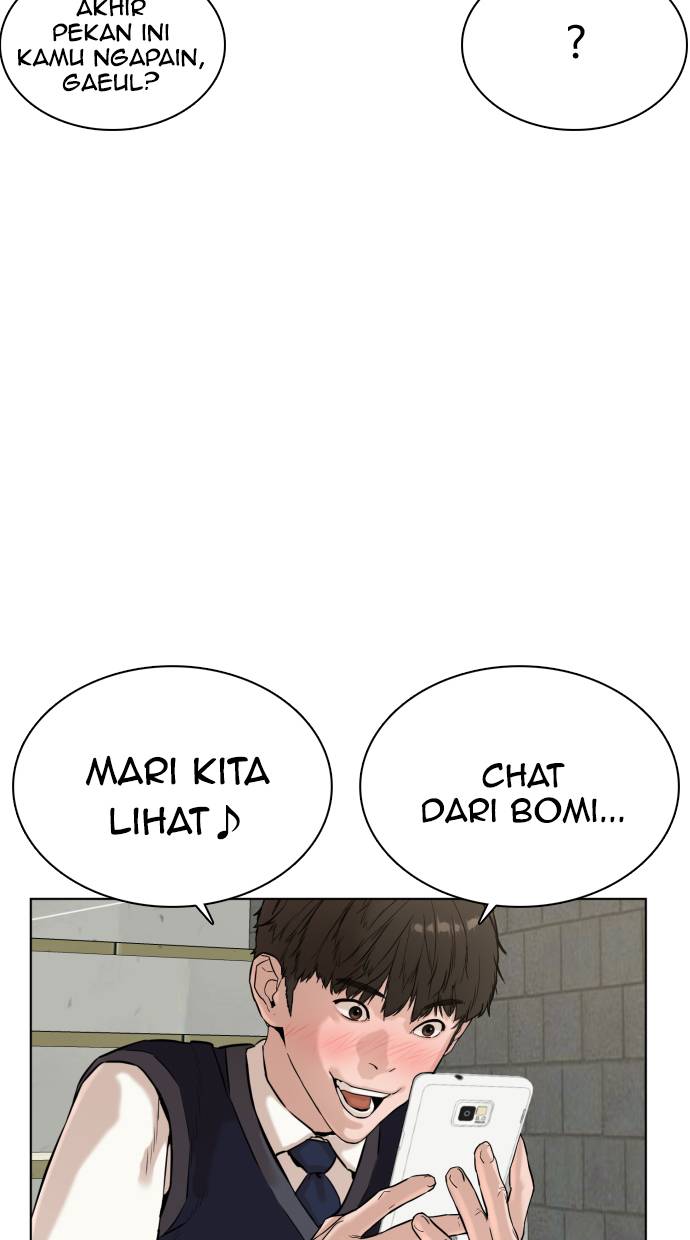 AKHIR
PEKAN INI
KAMU NGAPAIN,
GAEUL?
?
MARI KITA
LIHAT♪
CHAT
DARI BOMI...